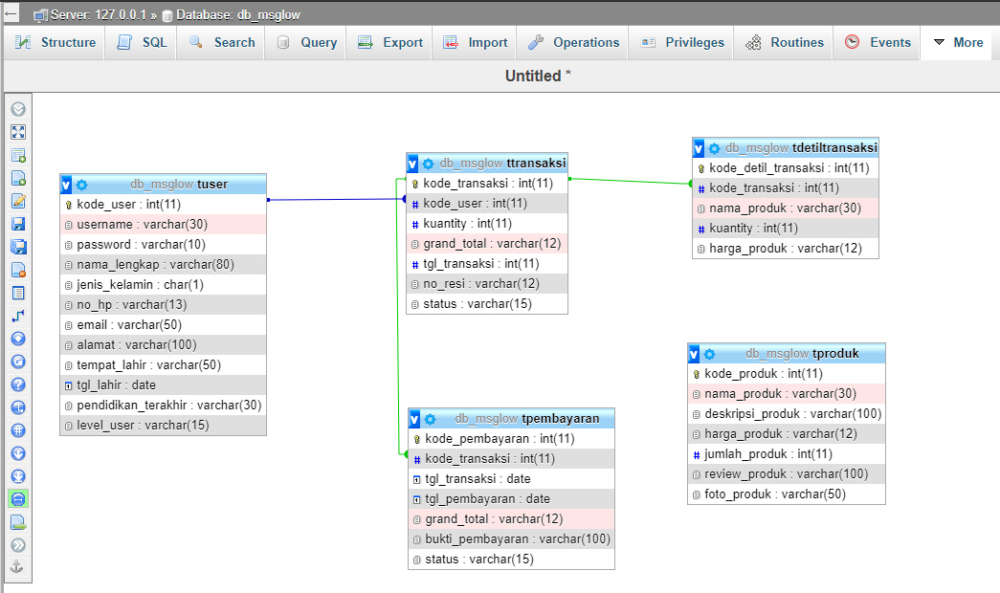 Server: 127.0.0.1 » Database: db_msglow
Structure SQL Search Query Export Import Operations Privileges Routines Events More
Untitled *
db_msglow tuser
kode_user : int(11)
username : varchar(30)
password : varchar(10)
nama_lengkap : varchar(80)
jenis_kelamin : char(1)
no_hp : varchar(13)
email : varchar(50)
alamat : varchar(100)
tempat_lahir : varchar(50)
tgl_lahir : date
pendidikan_terakhir : varchar(30)
level_user : varchar(15)
db_msglow ttransaksi
kode_transaksi : int(11)
kode_user : int(11)
kuantity : int(11)
grand_total : varchar(12)
tgl_transaksi : int(11)
no_resi : varchar(12)
status : varchar(15)
db_msglow tdetiltransaksi
kode_detil_transaksi : int(11)
kode_transaksi : int(11)
nama_produk : varchar(30)
kuantity : int(11)
harga_produk : varchar(12)
db_msglow tpembayaran
kode_pembayaran : int(11)
kode_transaksi : int(11)
tgl_transaksi : date
tgl_pembayaran : date
grand_total : varchar(12)
bukti_pembayaran : varchar(100)
status : varchar(15)
db_msglow tproduk
kode_produk : int(11)
nama_produk : varchar(30)
deskripsi_produk : varchar(100)
harga_produk : varchar(12)
jumlah_produk : int(11)
review_produk : varchar(100)
foto_produk : varchar(50)